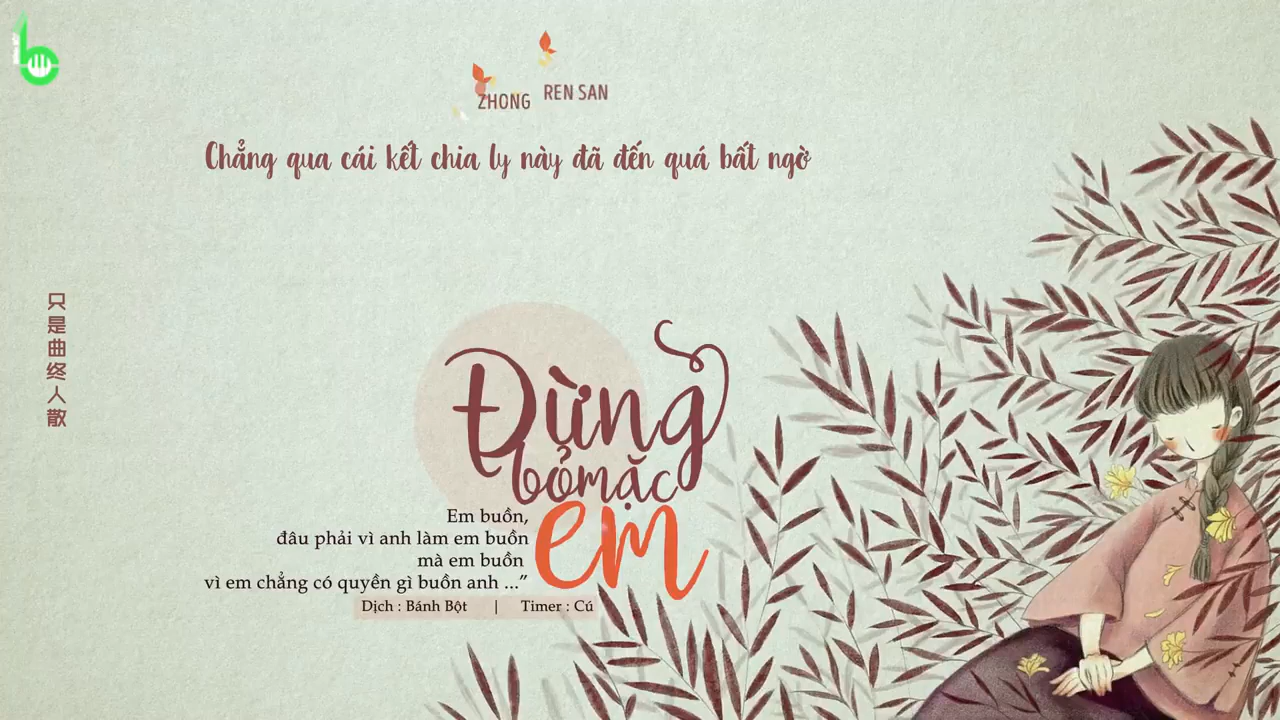 ZHONG REN SAN
Chẳng qua cái kết chia ly này đã đến quá bất ngờ
只是曲终人散
Đừng
bỏ mặc
em
Em buồn,
đâu phải vì anh làm em buồn
mà em buồn
vì em chẳng có quyền gì buồn anh ..."
Dịch : Bánh Bột | Timer : Cú